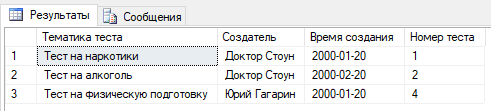 Результаты Сообщения
Тематика теста Создатель Время создания Номер теста
1 Тест на наркотики Доктор Стоун 2000-01-20 1
2 Тест на алкоголь Доктор Стоун 2000-02-20 2
3 Тест на физическую подготовку Юрий Гагарин 2000-01-20 4